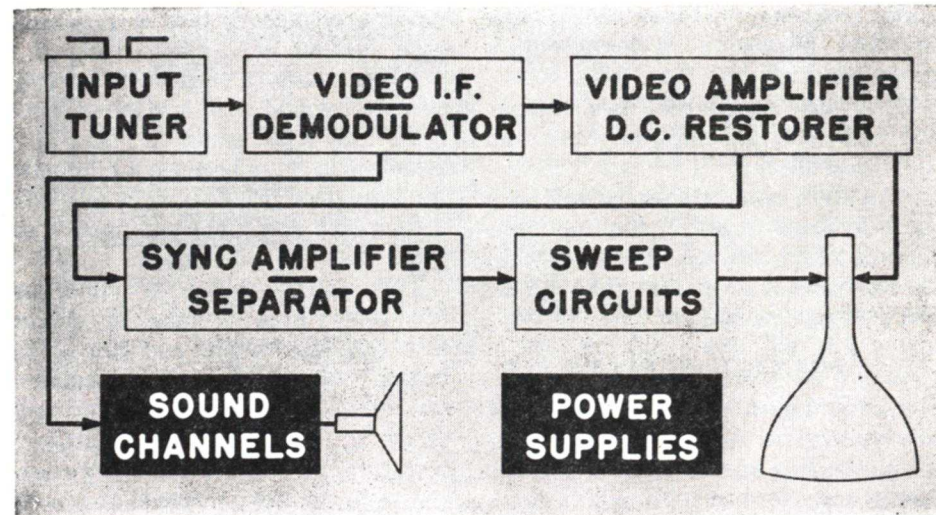 INPUT
TUNER
VIDEO I.F.
DEMODULATOR
VIDEO AMPLIFIER
D.C. RESTORER
SYNC AMPLIFIER
SEPARATOR
SWEEP
CIRCUITS
SOUND
CHANNELS
POWER
SUPPLIES